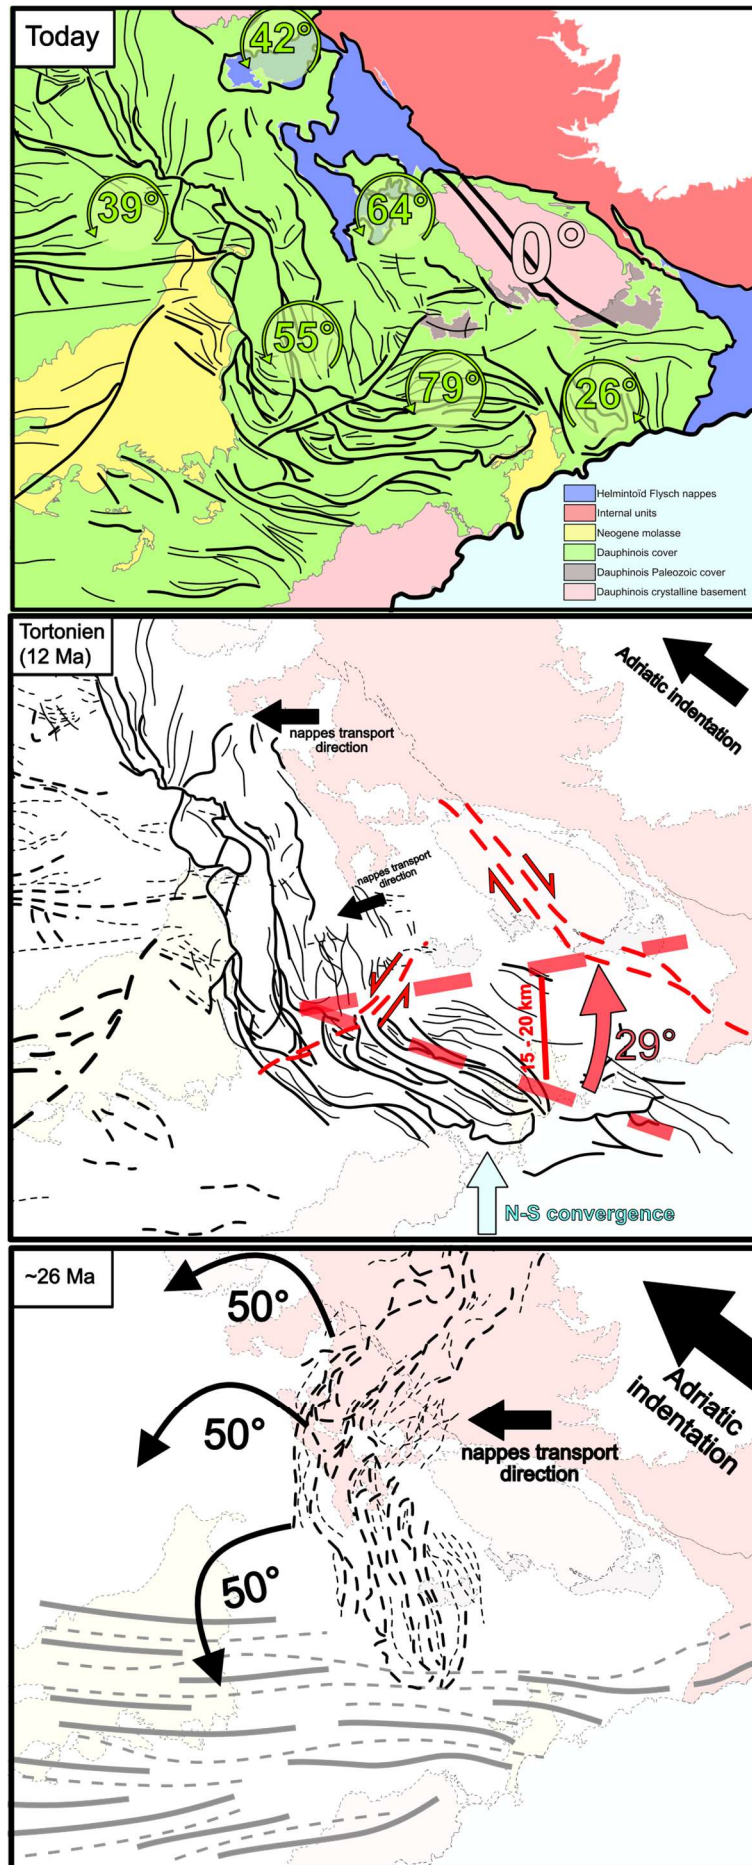 Today
42°
39°
64°
0°
55°
79°
26°
Helmintoïd Flysch nappes
Internal units
Neogene molasse
Dauphinois cover
Dauphinois Paleozoic cover
Dauphinois crystalline basement
Tortonien
(12 Ma)
Adriatic indentation
nappes transport
direction
nappes transport
direction
15 - 20 km
29°
N-S convergence
~26 Ma
50°
Adriatic
indentation
50°
nappes transport
direction
50°